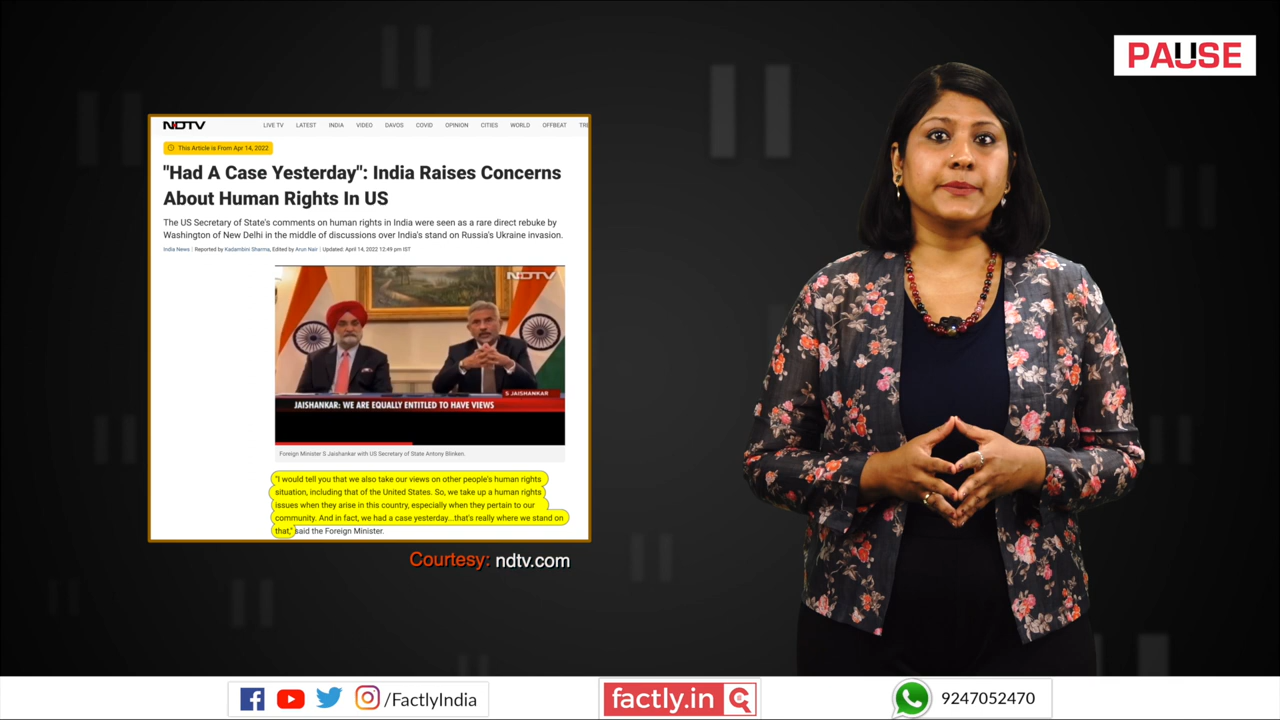 PAUSE
NDTV
LIVE TV LATEST INDIA VIDEO DAVOS COVID OPINION CITIES WORLD OFFBEAT
This Article is From Apr 14, 2022
"Had A Case Yesterday": India Raises Concerns
About Human Rights In US
The US Secretary of State's comments on human rights in India were seen as a rare direct rebuke by
Washington of New Delhi in the middle of discussions over India's stand on Russia's Ukraine invasion.
India News | Reported by Kadambini Sharma, Edited by Arun Nair | Updated: April 14, 2022 12:49 pm IST
NDTV
S JAISHANKAR
JAISHANKAR: WE ARE EQUALLY ENTITLED TO HAVE VIEWS
Foreign Minister S Jaishankar with US Secretary of State Antony Blinken.
"I would tell you that we also take our views on other people's human rights
situation, including that of the United States. So, we take up a human rights
issues when they arise in this country, especially when they pertain to our
community. And in fact, we had a case yesterday...that's really where we stand on
that," said the Foreign Minister.
Courtesy: ndtv.com
/FactlyIndia
factly.in
9247052470